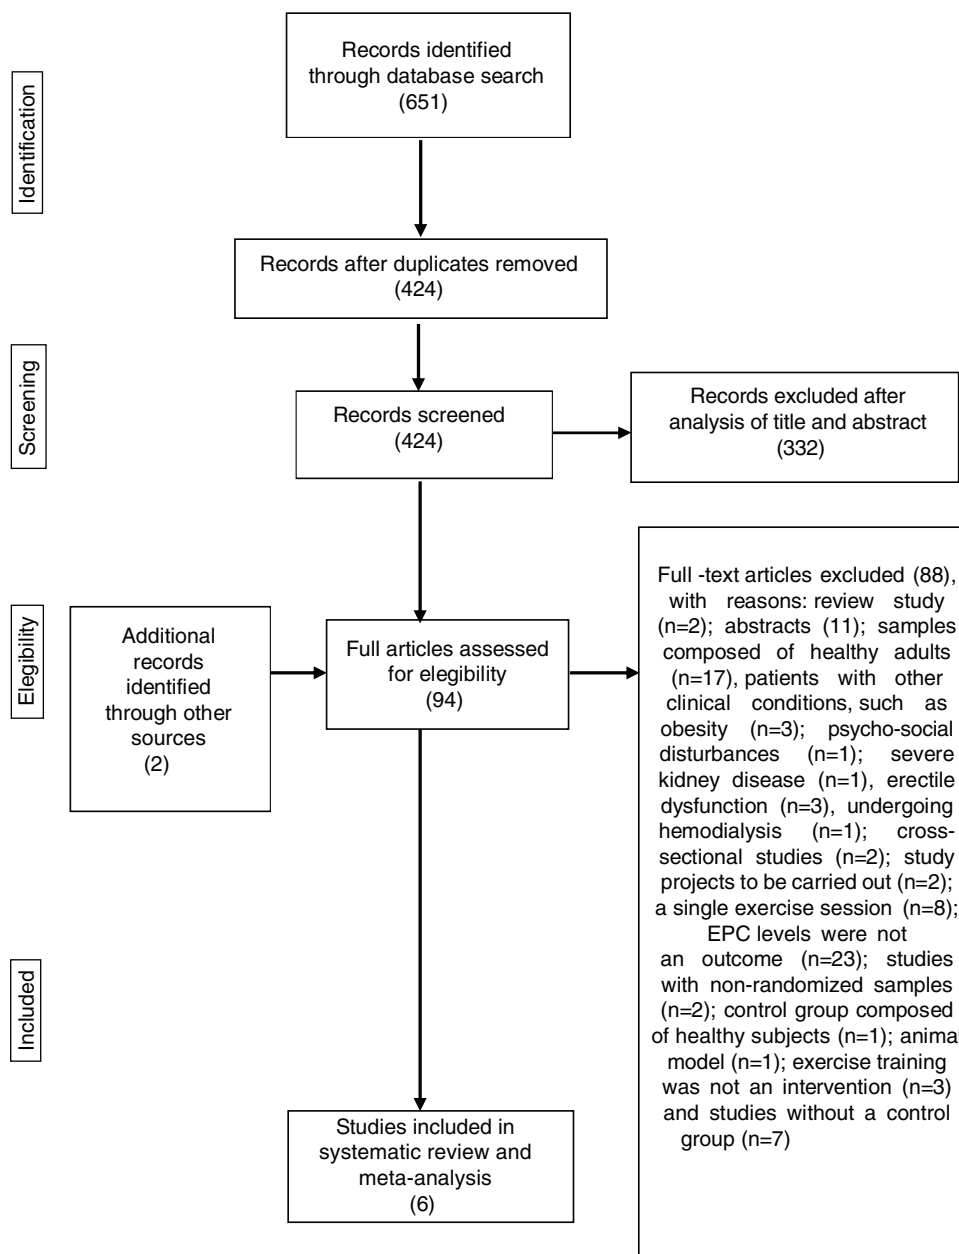 Identification
Records identified
through database search
(651)
Records after duplicates removed
(424)
Screening
Records screened
(424)
Records excluded after
analysis of title and abstract
(332)
Elegibility
Additional
records
identified
through other
sources
(2)
Full articles assessed
for elegibility
(94)
Full -text articles excluded (88),
with reasons: review study
(n=2); abstracts (11); samples
composed of healthy adults
(n=17), patients with other
clinical conditions, such as
obesity (n=3); psycho-social
disturbances (n=1); severe
kidney disease (n=1), erectile
dysfunction (n=3), undergoing
hemodialysis (n=1); cross-
sectional studies (n=2); study
projects to be carried out (n=2);
a single exercise session (n=8);
EPC levels were not
an outcome (n=23); studies
with non-randomized samples
(n=2); control group composed
of healthy subjects (n=1); animal
model (n=1); exercise training
was not an intervention (n=3)
and studies without a control
group (n=7)
Included
Studies included in
systematic review and
meta-analysis
(6)